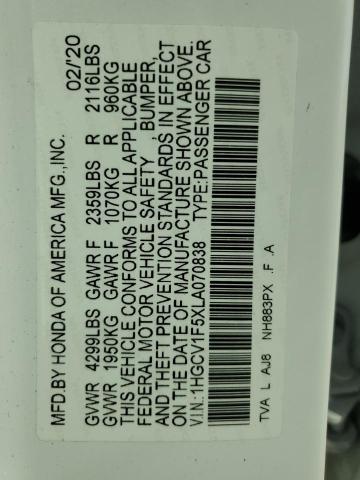 MFD.BY HONDA OF AMERICA MFG.,INC. 02/'20
GVWR 4299LBS GAWR F 2359LBS R 2116LBS
GVWR 1950KG GAWR F 1070KG R 960KG
THIS VEHICLE CONFORMS TO ALL APPLICABLE
FEDERAL MOTOR VEHICLE SAFETY , BUMPER,
AND THEFT PREVENTION STANDARDS IN EFFECT
ON THE DATE OF MANUFACTURE SHOWN ABOVE.
V.I.N.: 1HGCV1F5XLA070938 TYPE:PASSENGER CAR
TVA L AJ8 NH883PX .F .A